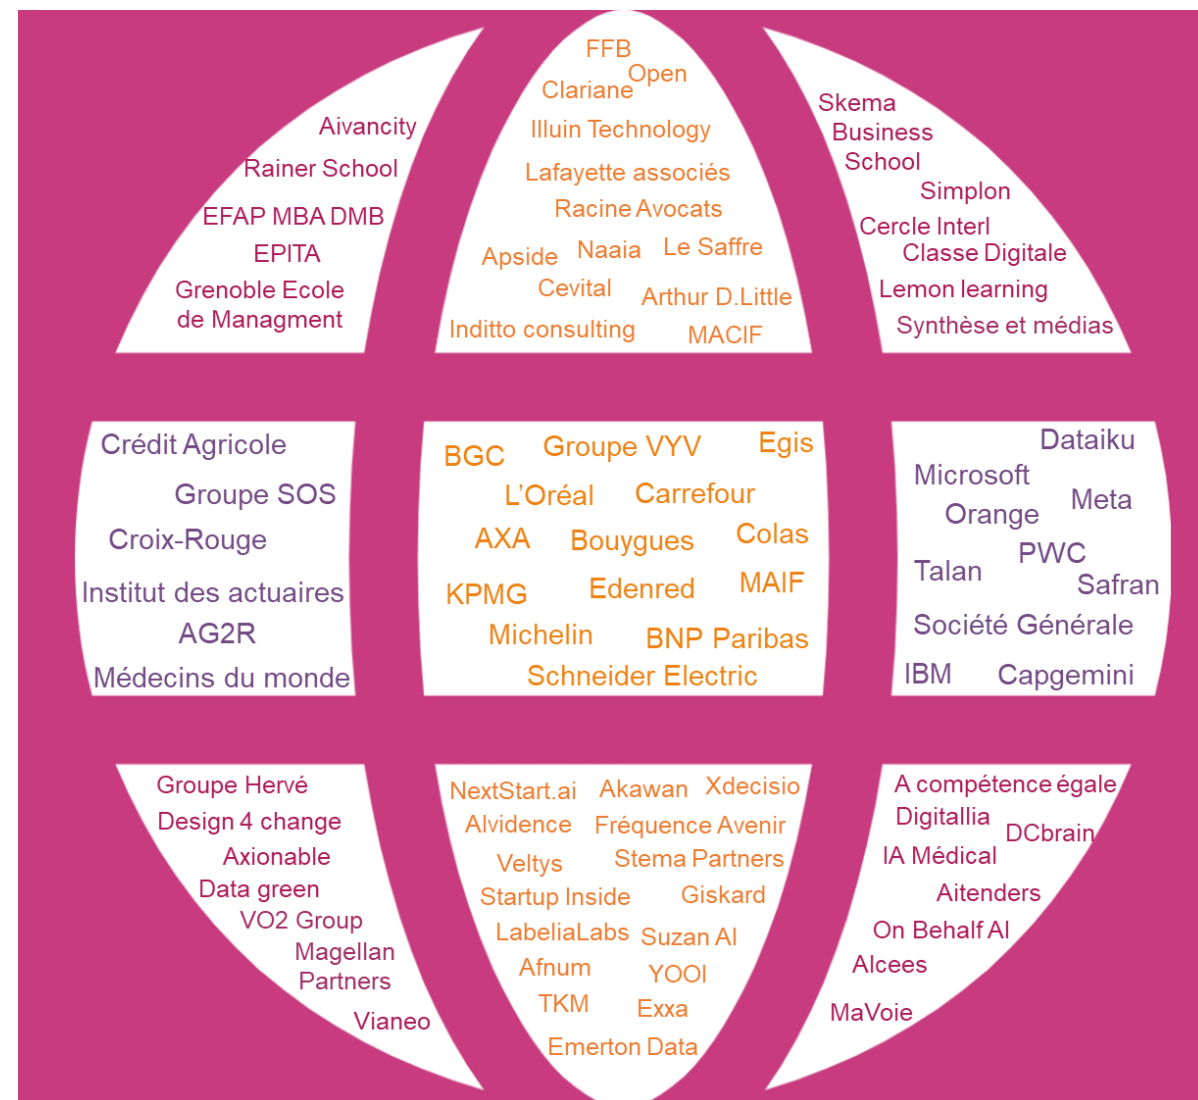 Aivancity
Rainer School
EFAP MBA DMB
EPITA
Grenoble Ecole
de Managment
FFB
Open
Clariane
Illuin Technology
Lafayette associés
Racine Avocats
Apside
Naaia
Le Saffre
Cevital
Arthur D.Little
Inditto consulting
MACIF
Skema
Business
School
Simplon
Cercle Interl
Classe Digitale
Lemon learning
Synthèse et médias
Crédit Agricole
Groupe SOS
Croix-Rouge
Institut des actuaires
AG2R
Médecins du monde
BGC
Groupe VYV
Egis
L'Oréal
Carrefour
AXA
Bouygues
Colas
KPMG
Edenred
MAIF
Michelin
BNP Paribas
Schneider Electric
Dataiku
Microsoft
Meta
Orange
PWC
Talan
Safran
Société Générale
IBM
Capgemini
Groupe Hervé
Design 4 change
Axionable
Data green
VO2 Group
Magellan
Partners
Vianeo
NextStart.ai
Akawan
Xdecisio
Alvidence
Fréquence Avenir
Veltys
Stema Partners
Startup Inside
Giskard
LabeliaLabs
Suzan AI
Afnum
YOOI
TKM
Exxa
Emerton Data
A compétence égale
Digitallia
DCbrain
IA Médical
Aitenders
On Behalf AI
Alcees
MaVoie